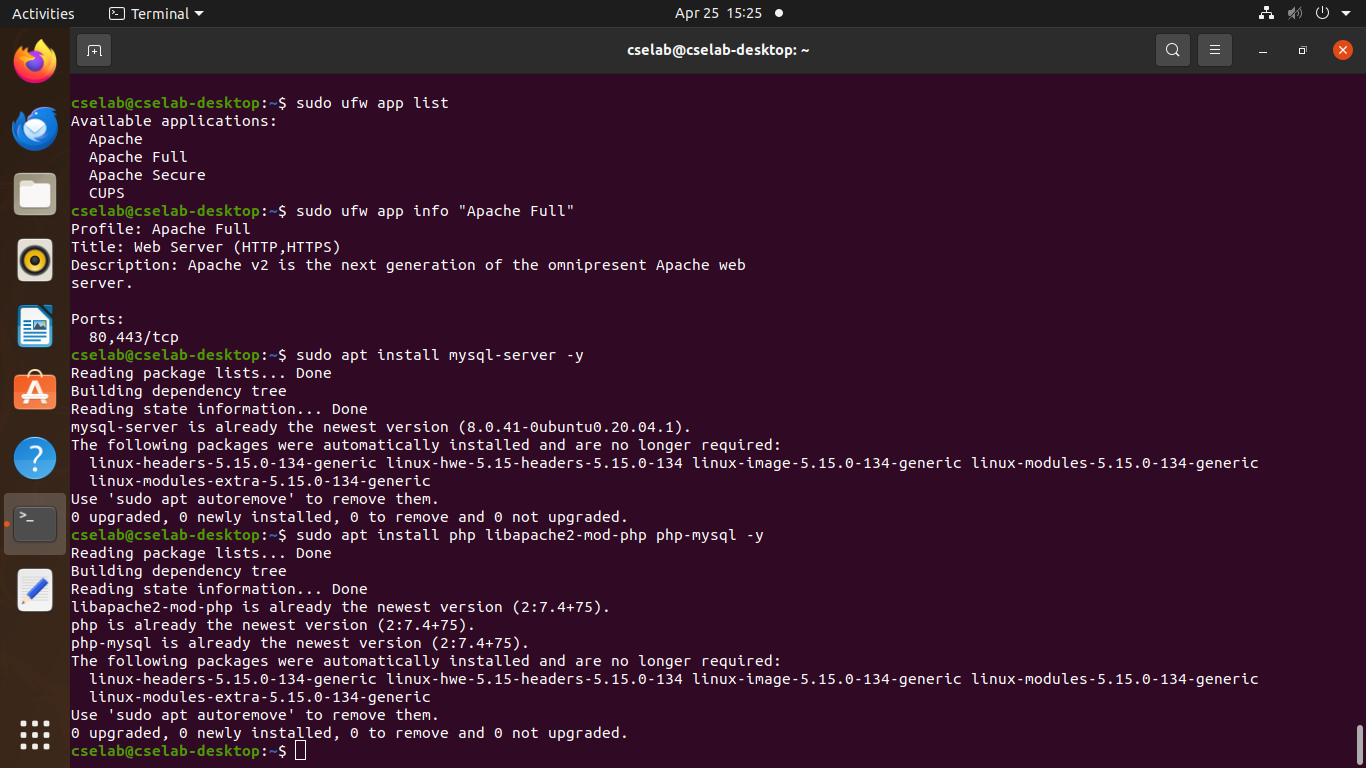 Activities
Terminal
Apr 25 15:25
cselab@cselab-desktop: ~
cselab@cselab-desktop:~$ sudo ufw app list
Available applications:
  Apache
  Apache Full
  Apache Secure
  CUPS
cselab@cselab-desktop:~$ sudo ufw app info "Apache Full"
Profile: Apache Full
Title: Web Server (HTTP,HTTPS)
Description: Apache v2 is the next generation of the omnipresent Apache web
server.
Ports:
  80,443/tcp
cselab@cselab-desktop:~$ sudo apt install mysql-server -y
Reading package lists... Done
Building dependency tree
Reading state information... Done
mysql-server is already the newest version (8.0.41-0ubuntu0.20.04.1).
The following packages were automatically installed and are no longer required:
  linux-headers-5.15.0-134-generic linux-hwe-5.15-headers-5.15.0-134 linux-image-5.15.0-134-generic linux-modules-5.15.0-134-generic
  linux-modules-extra-5.15.0-134-generic
Use 'sudo apt autoremove' to remove them.
0 upgraded, 0 newly installed, 0 to remove and 0 not upgraded.
cselab@cselab-desktop:~$ sudo apt install php libapache2-mod-php php-mysql -y
Reading package lists... Done
Building dependency tree
Reading state information... Done
libapache2-mod-php is already the newest version (2:7.4+75).
php is already the newest version (2:7.4+75).
php-mysql is already the newest version (2:7.4+75).
The following packages were automatically installed and are no longer required:
  linux-headers-5.15.0-134-generic linux-hwe-5.15-headers-5.15.0-134 linux-image-5.15.0-134-generic linux-modules-5.15.0-134-generic
  linux-modules-extra-5.15.0-134-generic
Use 'sudo apt autoremove' to remove them.
0 upgraded, 0 newly installed, 0 to remove and 0 not upgraded.
cselab@cselab-desktop:~$